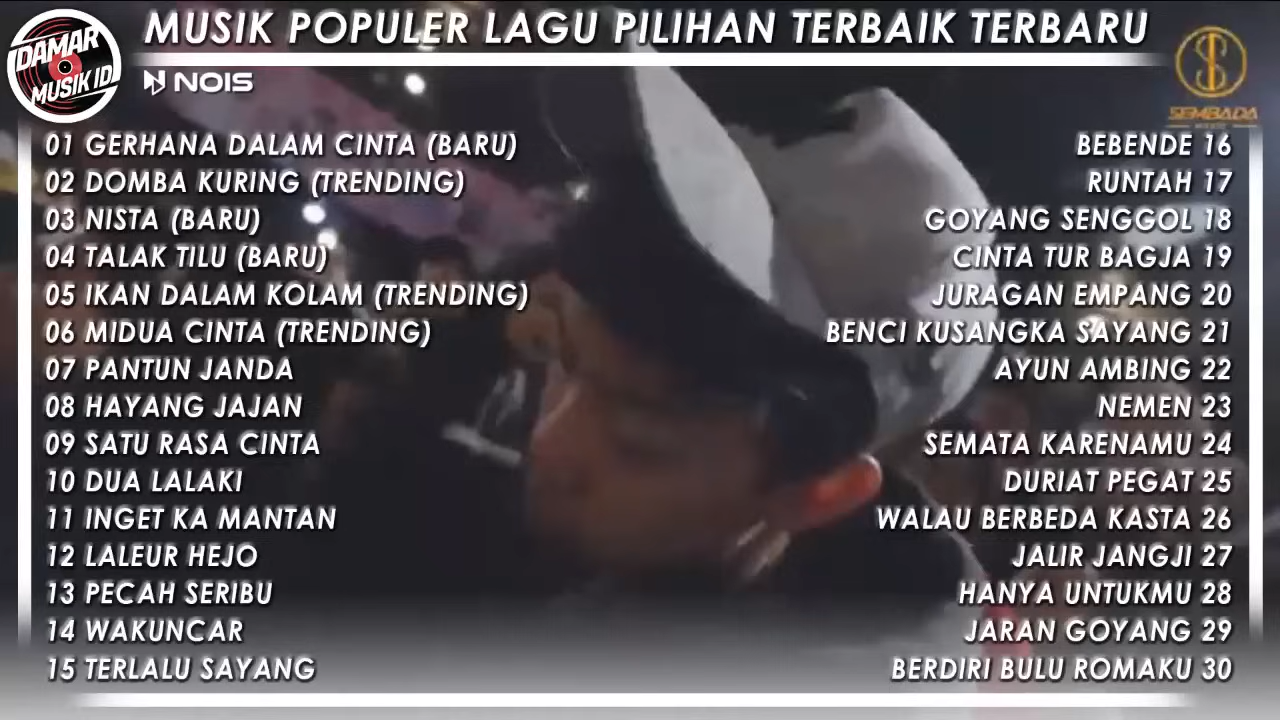 MUSIK POPULER LAGU PILIHAN TERBAIK TERBARU
DAMAR
MUSIK ID
NOIS
SEMBADA
01 GERHANA DALAM CINTA (BARU)
02 DOMBA KURING (TRENDING)
03 NISTA (BARU)
04 TALAK TILU (BARU)
05 IKAN DALAM KOLAM (TRENDING)
06 MIDUA CINTA (TRENDING)
07 PANTUN JANDA
08 HAYANG JAJAN
09 SATU RASA CINTA
10 DUA LALAKI
11 INGET KA MANTAN
12 LALEUR HEJO
13 PECAH SERIBU
14 WAKUNCAR
15 TERLALU SAYANG
BEBENDE 16
RUNTAH 17
GOYANG SENGGOL 18
CINTA TUR BAGJA 19
JURAGAN EMPANG 20
BENCI KUSANGKA SAYANG 21
AYUN AMBING 22
NEMEN 23
SEMATA KARENAMU 24
DURIAT PEGAT 25
WALAU BERBEDA KASTA 26
JALIR JANGJI 27
HANYA UNTUKMU 28
JARAN GOYANG 29
BERDIRI BULU ROMAKU 30